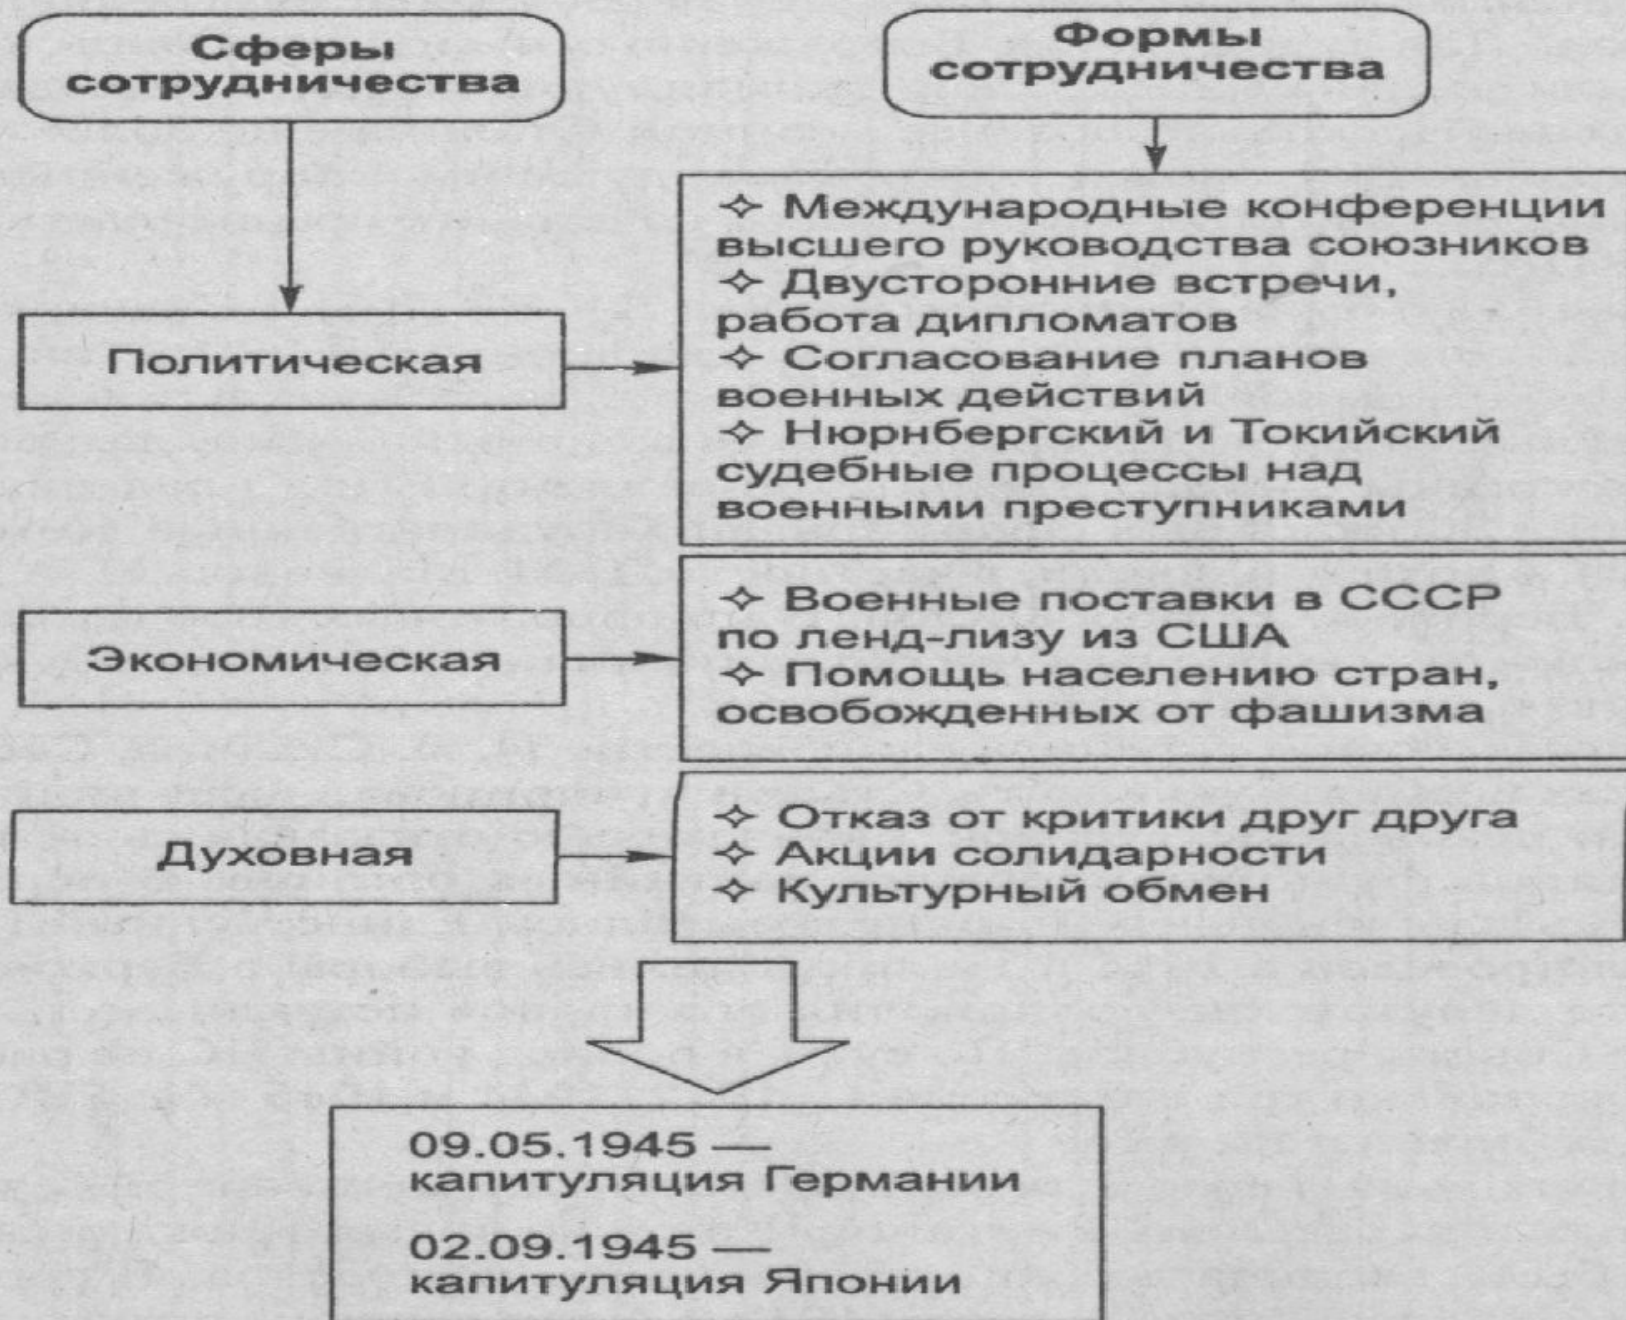 Сферы
сотрудничества
Формы
сотрудничества
Политическая
✧ Международные конференции
высшего руководства союзников
✧ Двусторонние встречи,
работа дипломатов
✧ Согласование планов
военных действий
✧ Нюрнбергский и Токийский
судебные процессы над
военными преступниками
Экономическая
✧ Военные поставки в СССР
по ленд-лизу из США
✧ Помощь населению стран,
освобожденных от фашизма
Духовная
✧ Отказ от критики друг друга
✧ Акции солидарности
✧ Культурный обмен
09.05.1945 —
капитуляция Германии
02.09.1945 —
капитуляция Японии